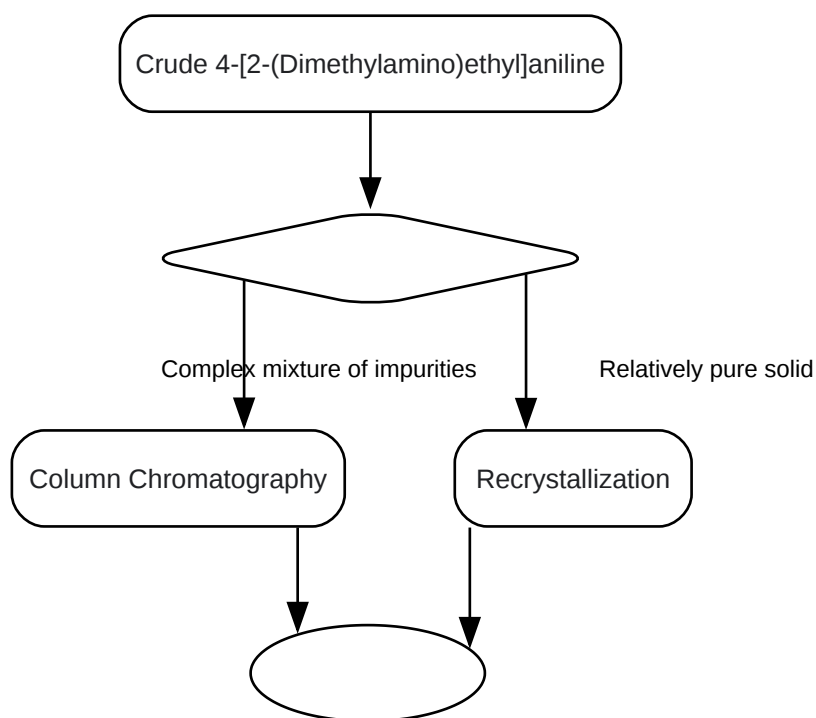 Crude 4-[2-(Dimethylamino)ethyl]aniline
Complex mixture of impurities
Relatively pure solid
Column Chromatography
Recrystallization